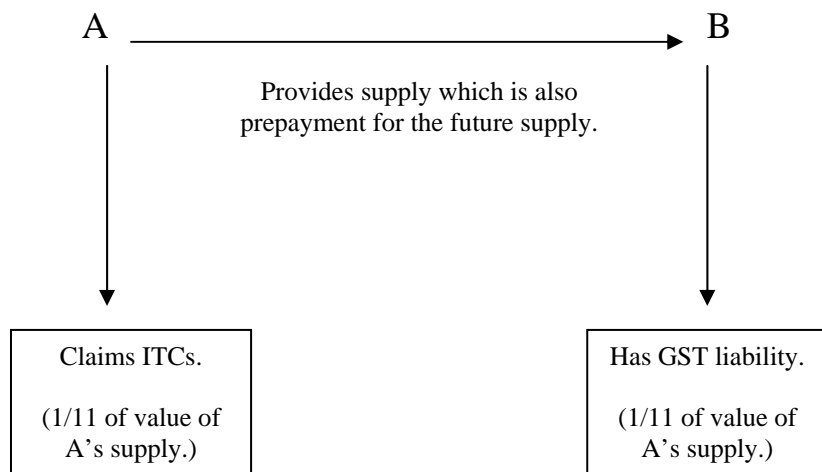 A
B
Provides supply which is also
prepayment for the future supply.
Claims ITCs.
(1/11 of value of
A’s supply.)
Has GST liability.
(1/11 of value of
A’s supply.)